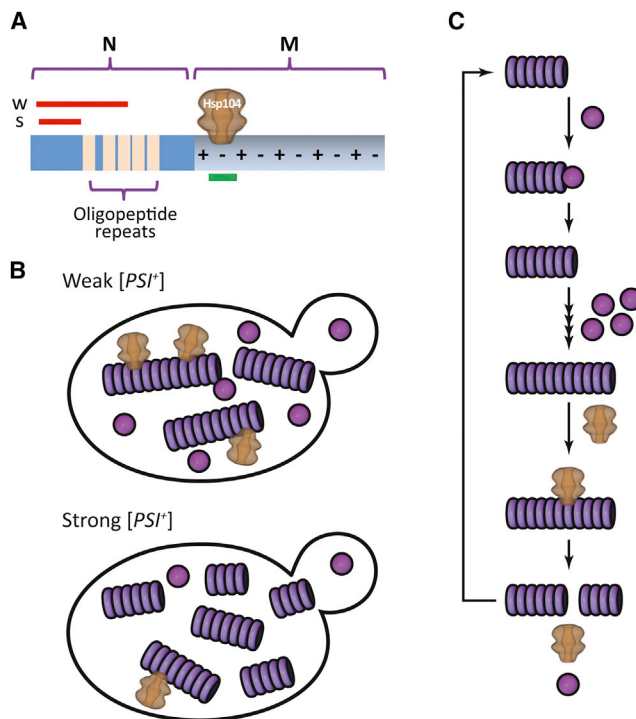 A
N
M
W
S
Hsp104
+ - + - + - + - + -
Oligopeptide
repeats
B
Weak [PSI⁺]
Strong [PSI⁺]
C